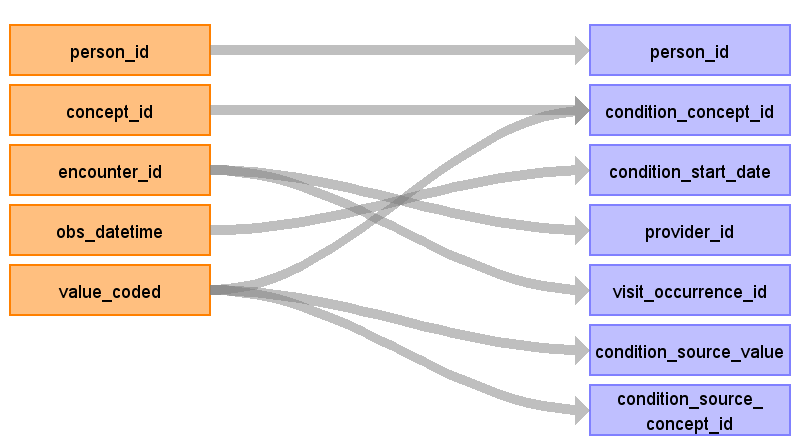 person_id
concept_id
encounter_id
obs_datetime
value_coded
person_id
condition_concept_id
condition_start_date
provider_id
visit_occurrence_id
condition_source_value
condition_source_
concept_id